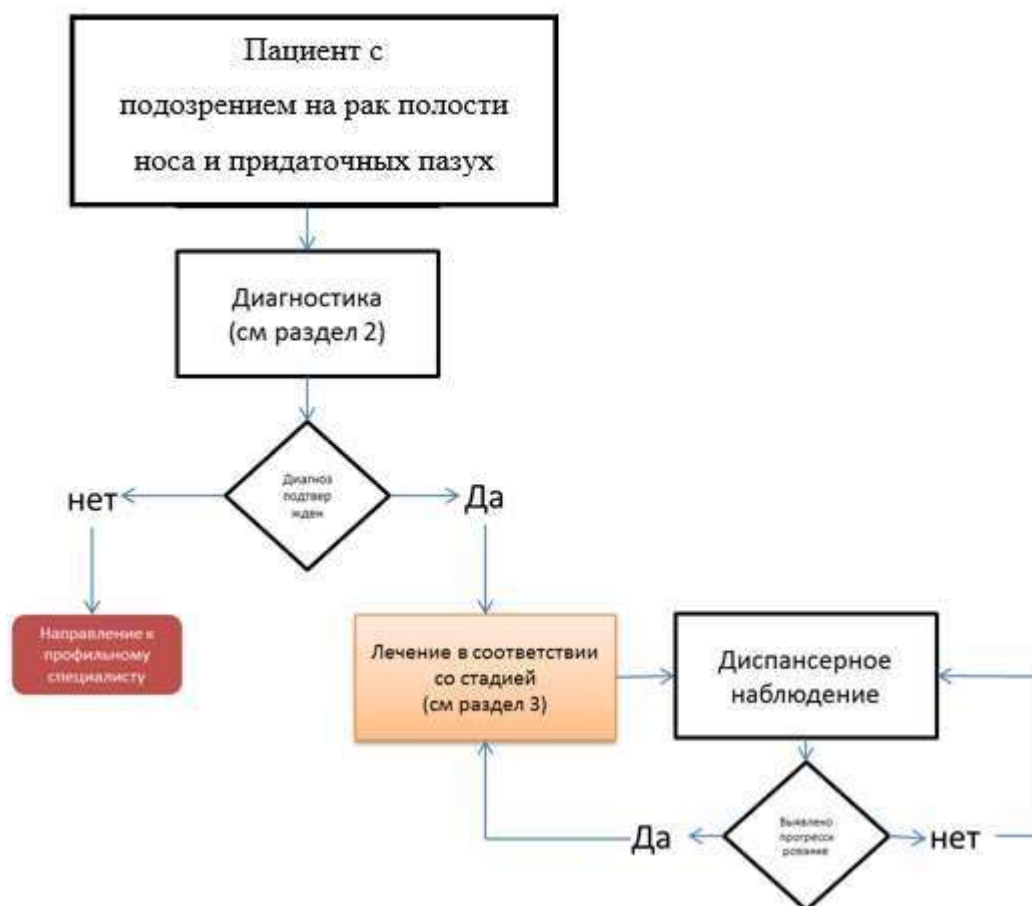 Пациент с
подозрением на рак полости
носа и придаточных пазух
Диагностика
(см раздел 2)
Диагноз
подтвер
жден
нет
Да
Направление к
профильному
специалисту
Лечение в соответствии
со стадией
(см раздел 3)
Диспансерное
наблюдение
Выявлено
прогресси
рование
Да
нет